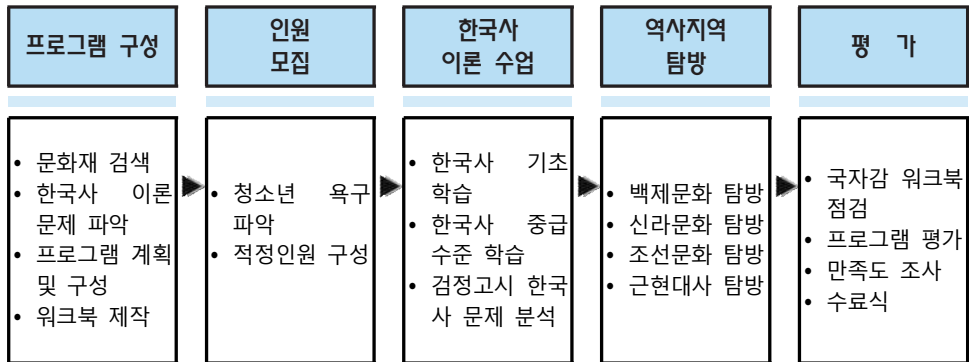 프로그램 구성
인원
모집
한국사
이론 수업
역사지역
탐방
평 가
• 문화재 검색
• 한국사 이론
문제 파악
• 프로그램 계획
및 구성
• 워크북 제작
• 청소년 욕구
파악
• 적정인원 구성
• 한국사 기초
학습
• 한국사 중급
수준 학습
• 검정고시 한국
사 문제 분석
• 백제문화 탐방
• 신라문화 탐방
• 조선문화 탐방
• 근현대사 탐방
• 국자감 워크북
점검
• 프로그램 평가
• 만족도 조사
• 수료식